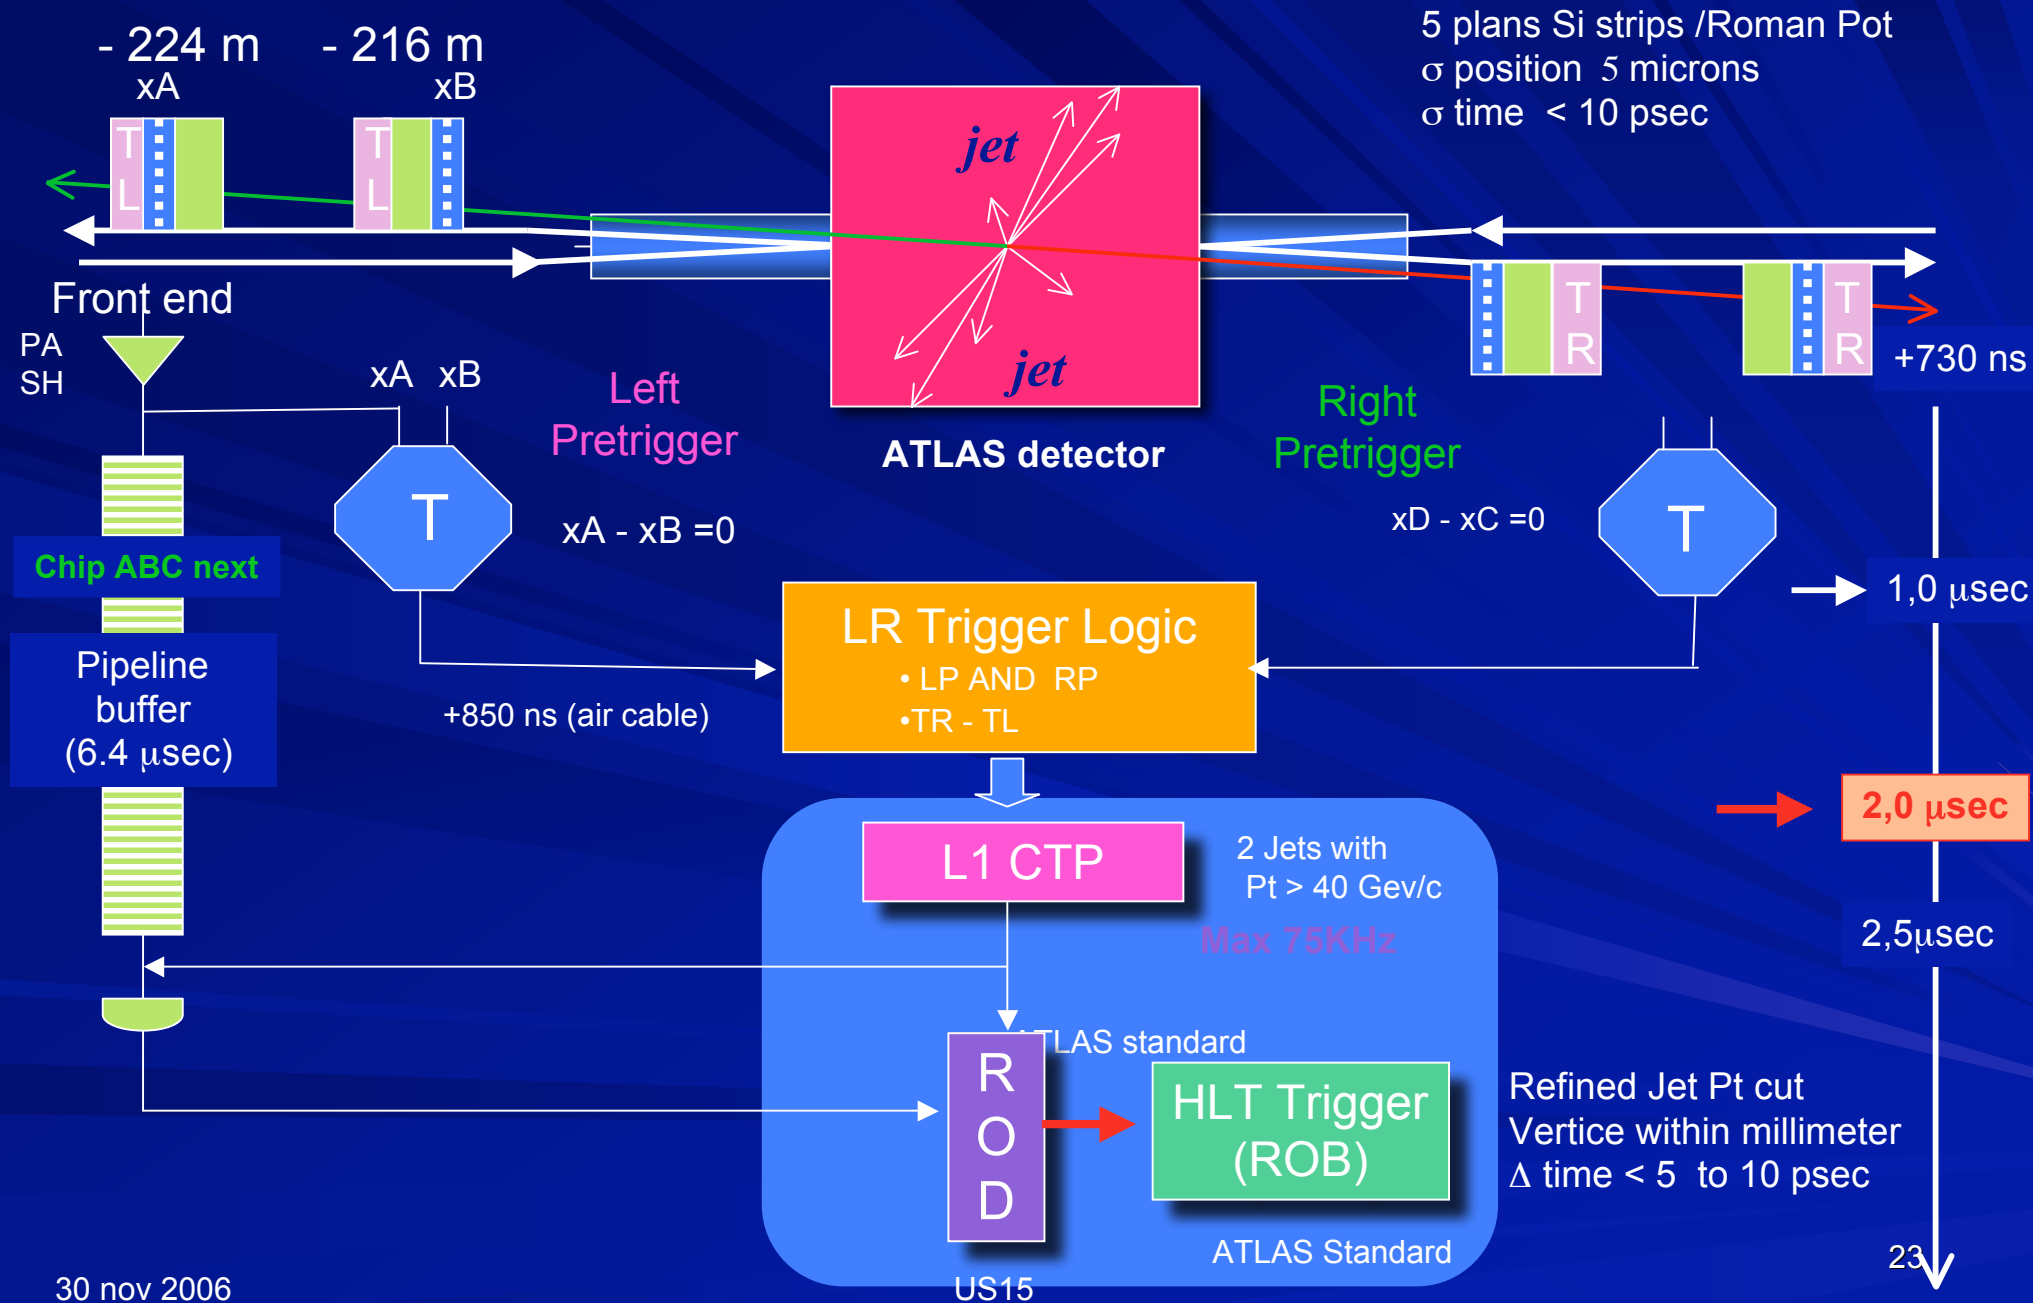 - 224 m
- 216 m
xA
xB
5 plans Si strips /Roman Pot
σ position 5 microns
σ time < 10 psec
T
L
T
L
jet
jet
ATLAS detector
T
R
T
R
Front end
PA
SH
xA xB
Left
Pretrigger
xA - xB =0
T
Right
Pretrigger
xD - xC =0
T
+730 ns
1,0 μsec
2,0 μsec
2,5μsec
Chip ABC next
Pipeline
buffer
(6.4 μsec)
+850 ns (air cable)
LR Trigger Logic
• LP AND RP
•TR - TL
L1 CTP
2 Jets with
Pt > 40 Gev/c
Max 75KHz
ATLAS standard
R
O
D
HLT Trigger
(ROB)
ATLAS Standard
US15
Refined Jet Pt cut
Vertice within millimeter
Δ time < 5 to 10 psec
30 nov 2006
23